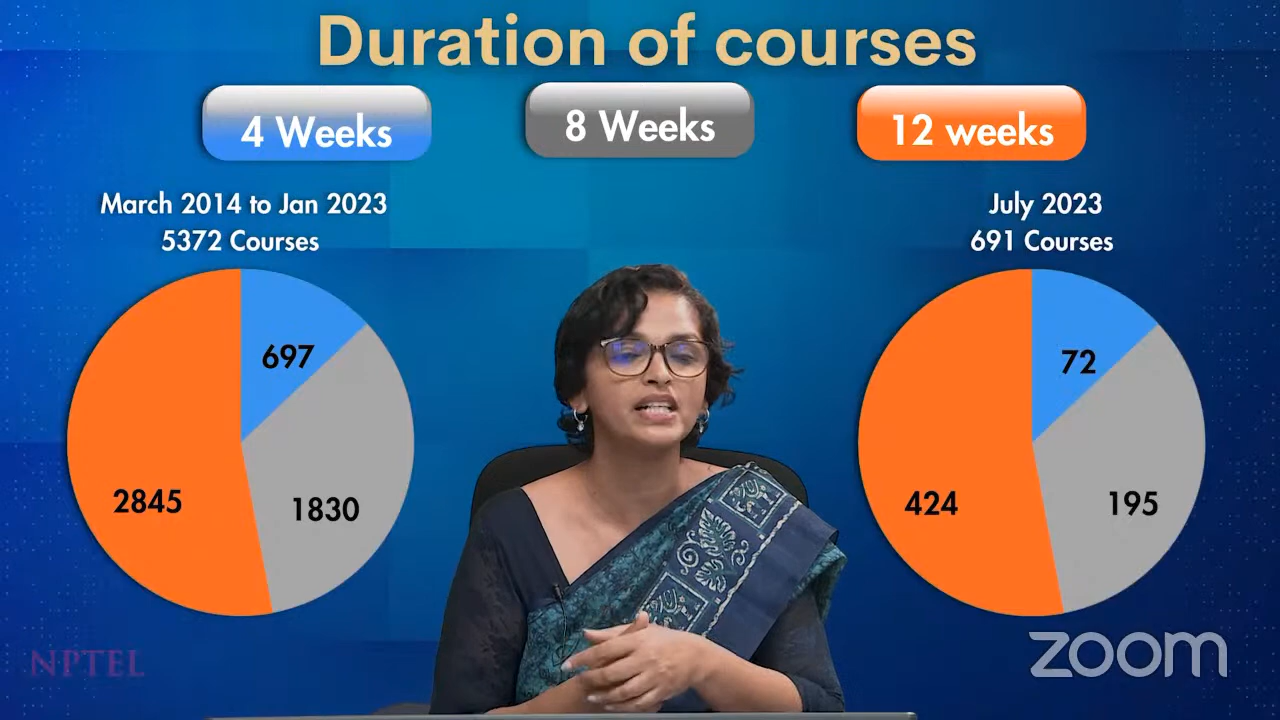 Duration of courses
4 Weeks
8 Weeks
12 weeks
March 2014 to Jan 2023
5372 Courses
697
1830
2845
July 2023
691 Courses
72
195
424
NPTEL
zoom